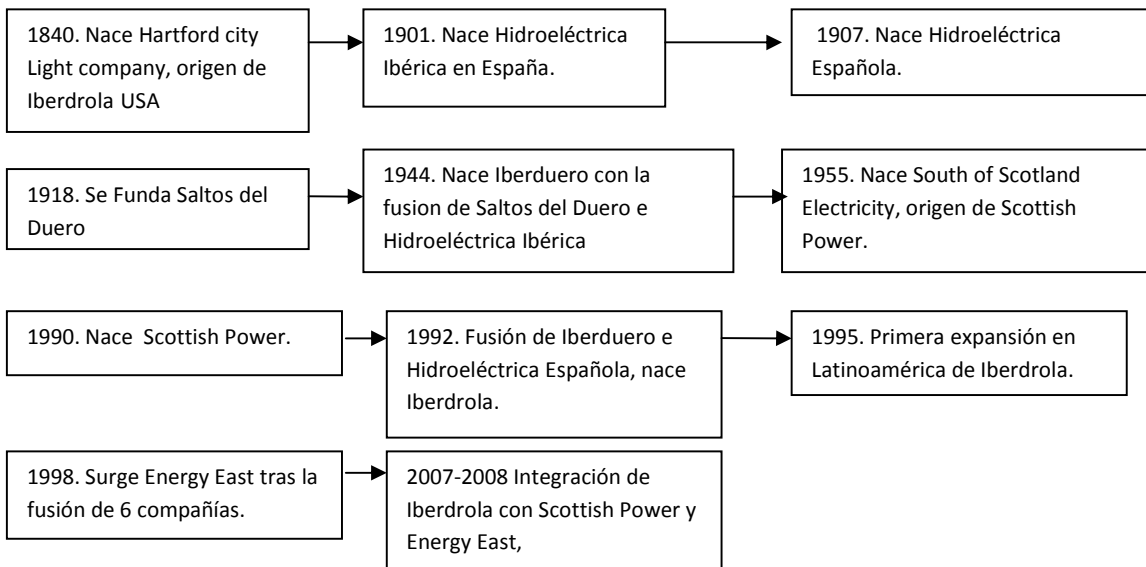 1840. Nace Hartford city
Light company, origen de
Iberdrola USA
1901. Nace Hidroeléctrica
Ibérica en España.
1907. Nace Hidroeléctrica
Española.
1918. Se Funda Saltos del
Duero
1944. Nace Iberduero con la
fusion de Saltos del Duero e
Hidroeléctrica Ibérica
1955. Nace South of Scotland
Electricity, origen de Scottish
Power.
1990. Nace Scottish Power.
1992. Fusión de Iberduero e
Hidroeléctrica Española, nace
Iberdrola.
1995. Primera expansión en
Latinoamérica de Iberdrola.
1998. Surge Energy East tras la
fusión de 6 compañías.
2007-2008 Integración de
Iberdrola con Scottish Power y
Energy East,